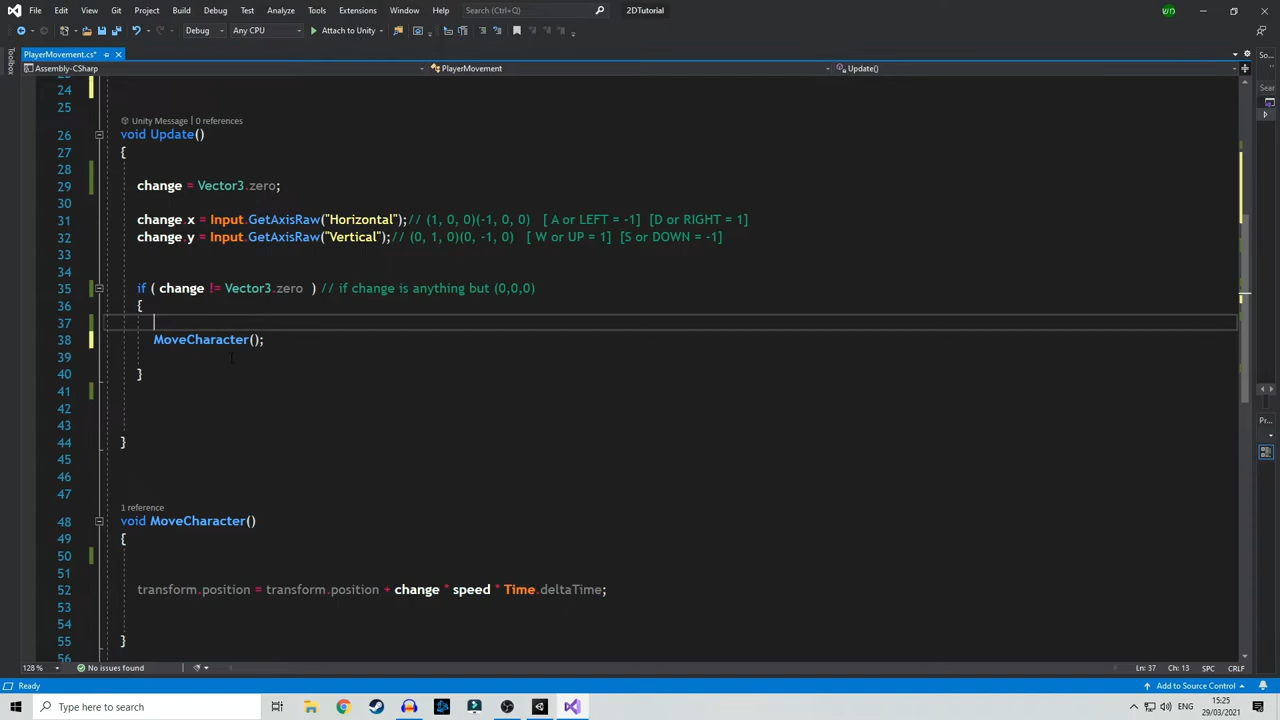 File Edit View Git Project Build Debug Test Analyze Tools Extensions Window Help Search (Ctrl+Q) 2DTutorial
Debug Any CPU Attach to Unity
PlayerMovement.cs*
Assembly-CSharp PlayerMovement Update()
Toolbox
So...
Sear
Pr...
24
25
Unity Message | 0 references
26 void Update()
27 {
28
29 change = Vector3.zero;
30
31 change.x = Input.GetAxisRaw("Horizontal");// (1, 0, 0)(-1, 0, 0) [ A or LEFT = -1] [D or RIGHT = 1]
32 change.y = Input.GetAxisRaw("Vertical");// (0, 1, 0)(0, -1, 0) [ W or UP = 1] [S or DOWN = -1]
33
34
35 if ( change != Vector3.zero ) // if change is anything but (0,0,0)
36 {
37
38 MoveCharacter();
39
40 }
41
42
43
44 }
45
46
47
1 reference
48 void MoveCharacter()
49 {
50
51
52 transform.position = transform.position + change * speed * Time.deltaTime;
53
54
55 }
56
128 % No issues found Ln: 37 Ch: 13 SPC CRLF
Ready Add to Source Control
Type here to search ENG 15:25
29/03/2021